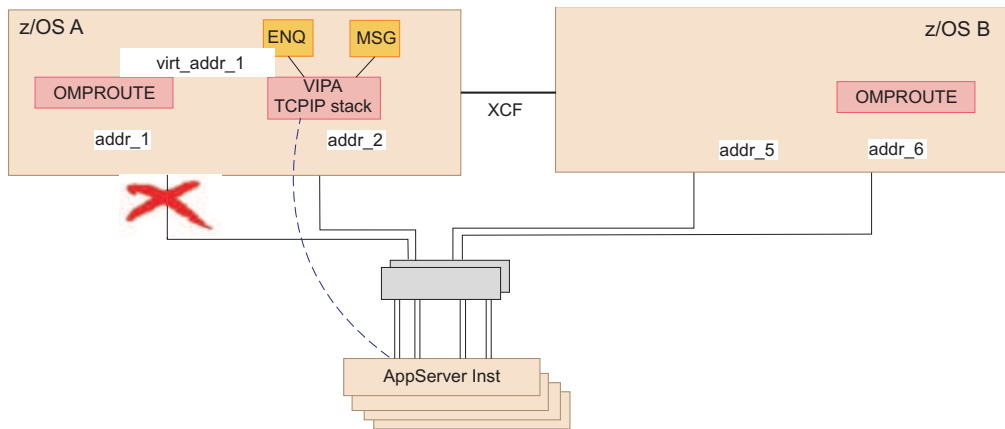 z/OS A
ENQ
MSG
z/OS B
virt_addr_1
OMPROUTE
VIPA
TCPIP stack
XCF
OMPROUTE
addr_1
addr_2
addr_5
addr_6
AppServer Inst